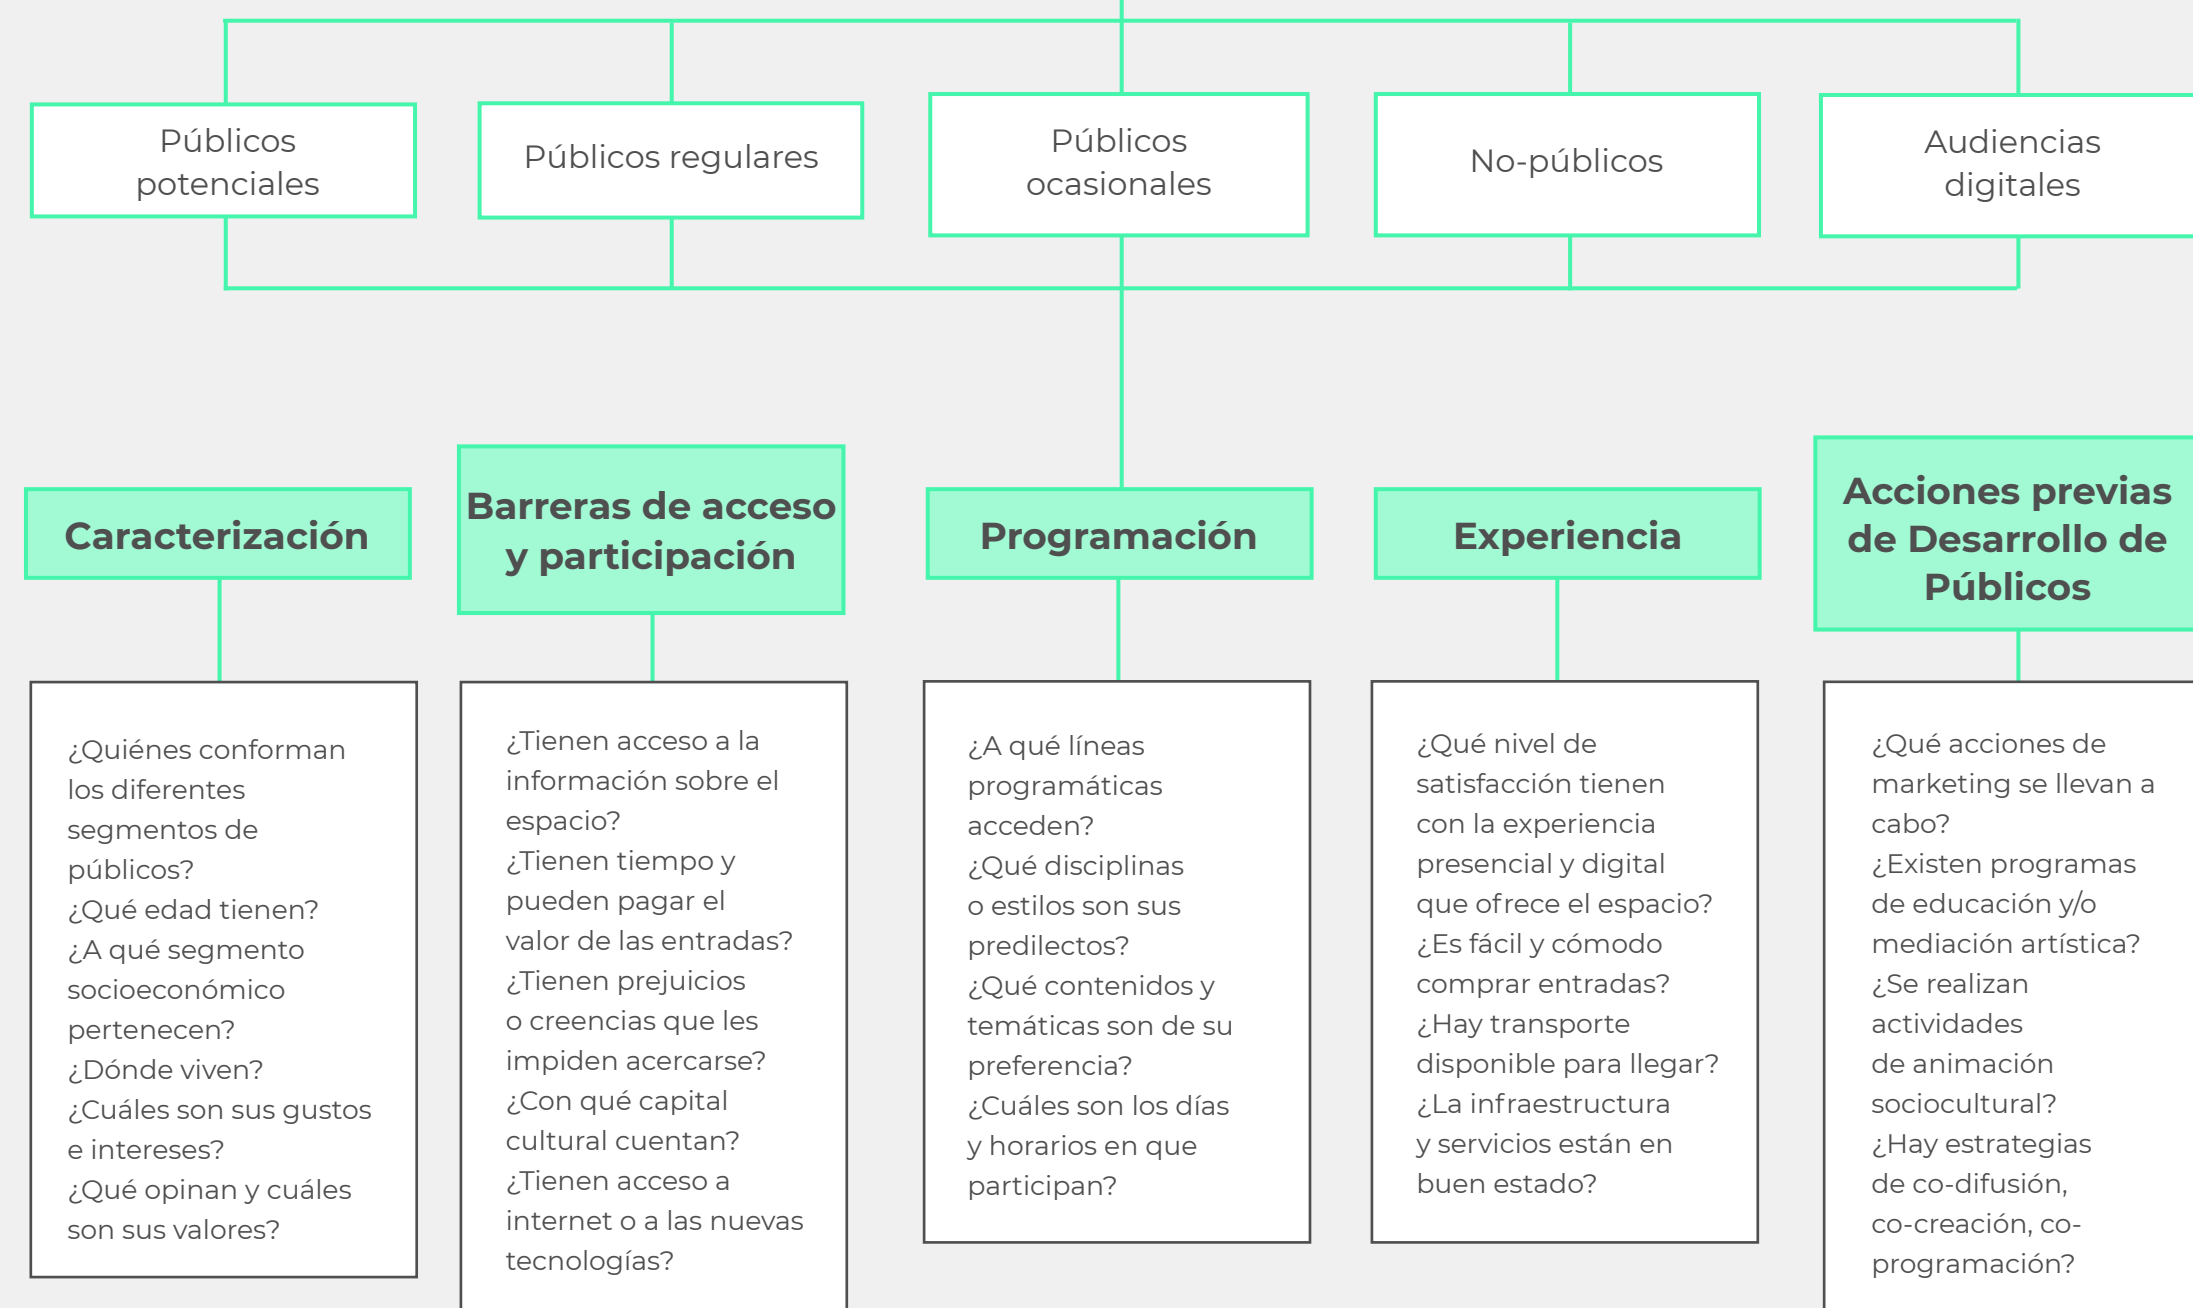 Públicos
potenciales
Públicos regulares
Públicos
ocasionales
No-públicos
Audiencias
digitales
Caracterización
Barreras de acceso
y participación
Programación
Experiencia
Acciones previas
de Desarrollo de
Públicos
¿Quiénes conforman
los diferentes
segmentos de
públicos?
¿Qué edad tienen?
¿A qué segmento
socioeconómico
pertenecen?
¿Dónde viven?
¿Cuáles son sus gustos
e intereses?
¿Qué opinan y cuáles
son sus valores?
¿Tienen acceso a la
información sobre el
espacio?
¿Tienen tiempo y
pueden pagar el
valor de las entradas?
¿Tienen prejuicios
o creencias que les
impiden acercarse?
¿Con qué capital
cultural cuentan?
¿Tienen acceso a
internet o a las nuevas
tecnologías?
¿A qué líneas
programáticas
acceden?
¿Qué disciplinas
o estilos son sus
predilectos?
¿Qué contenidos y
temáticas son de su
preferencia?
¿Cuáles son los días
y horarios en que
participan?
¿Qué nivel de
satisfacción tienen
con la experiencia
presencial y digital
que ofrece el espacio?
¿Es fácil y cómodo
comprar entradas?
¿Hay transporte
disponible para llegar?
¿La infraestructura
y servicios están en
buen estado?
¿Qué acciones de
marketing se llevan a
cabo?
¿Existen programas
de educación y/o
mediación artística?
¿Se realizan
actividades
de animación
sociocultural?
¿Hay estrategias
de co-difusión,
co-creación, co-
programación?